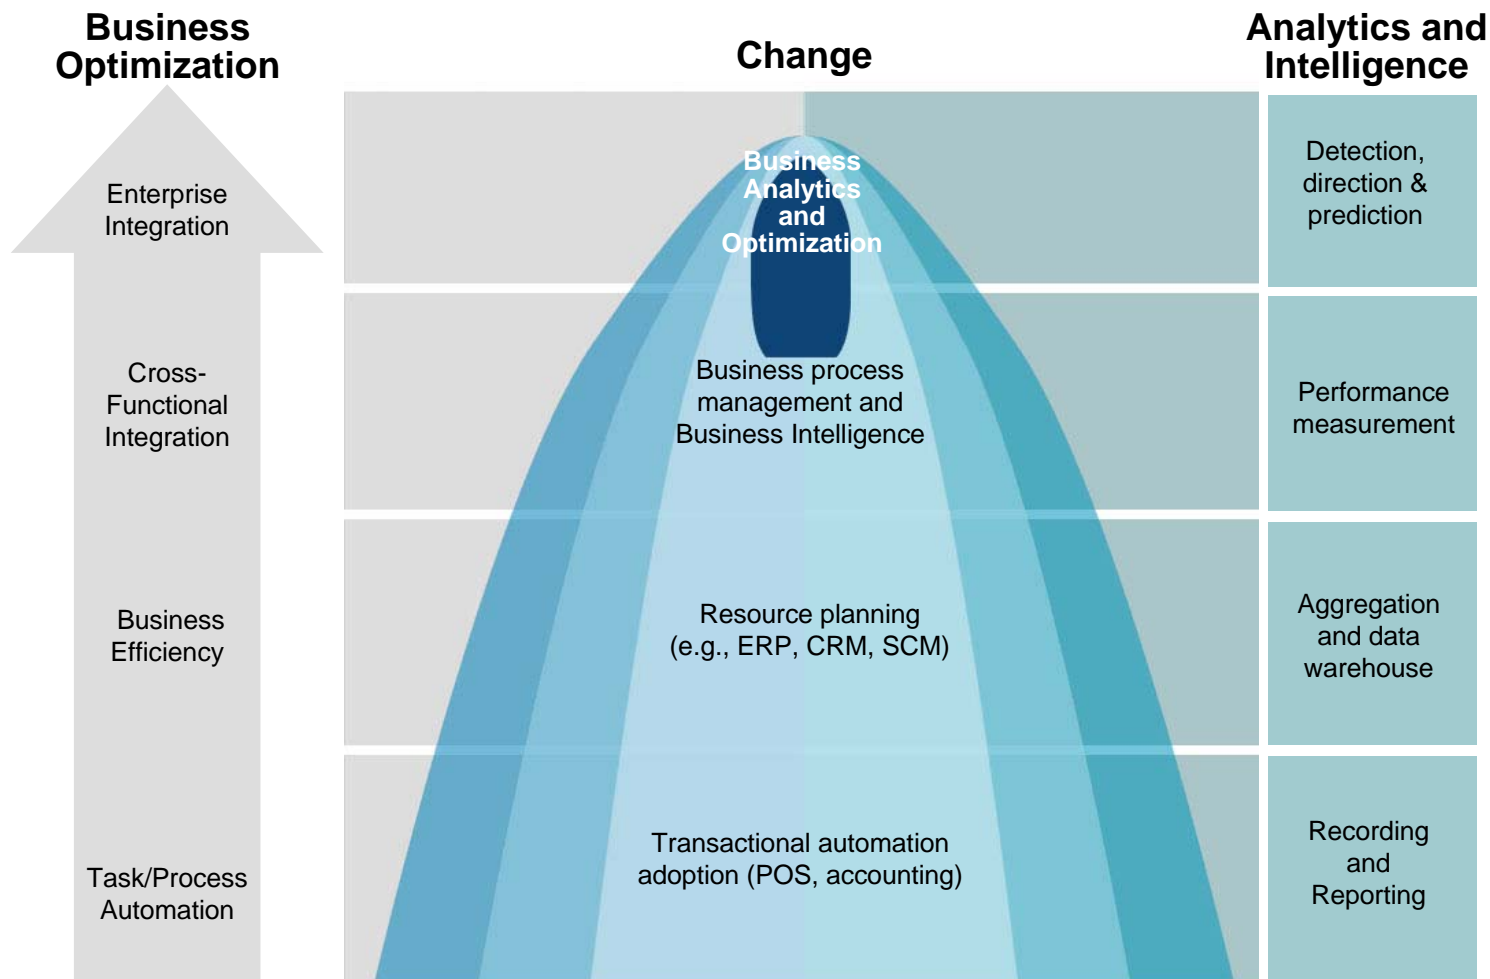 Business
Optimization
Change
Analytics and
Intelligence
Enterprise
Integration
Business
Analytics
and
Optimization
Detection,
direction &
prediction
Cross-
Functional
Integration
Business process
management and
Business Intelligence
Performance
measurement
Business
Efficiency
Resource planning
(e.g., ERP, CRM, SCM)
Aggregation
and data
warehouse
Task/Process
Automation
Transactional automation
adoption (POS, accounting)
Recording
and
Reporting